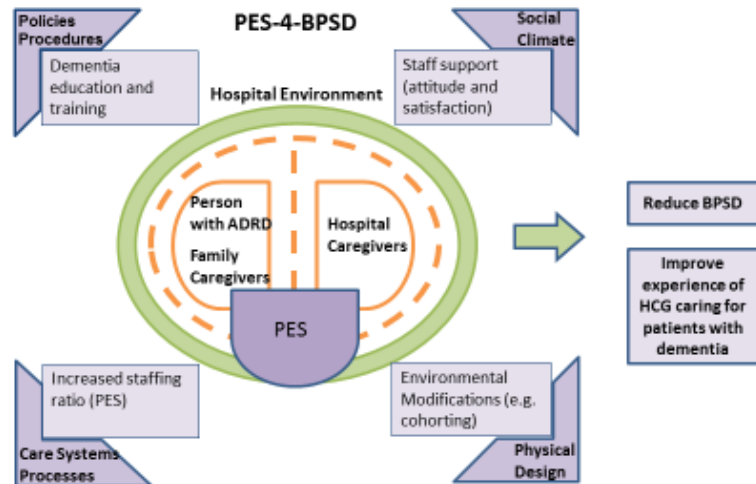 Policies
Procedures
PES-4-BPSD
Social
Climate
Dementia
education and
training
Hospital Environment
Staff support
(attitude and
satisfaction)
Person
with ADRD
Family
Caregivers
Hospital
Caregivers
PES
Reduce BPSD
Improve
experience of
HCG caring for
patients with
dementia
Increased staffing
ratio (PES)
Environmental
Modifications (e.g.
cohorting)
Care Systems
Processes
Physical
Design